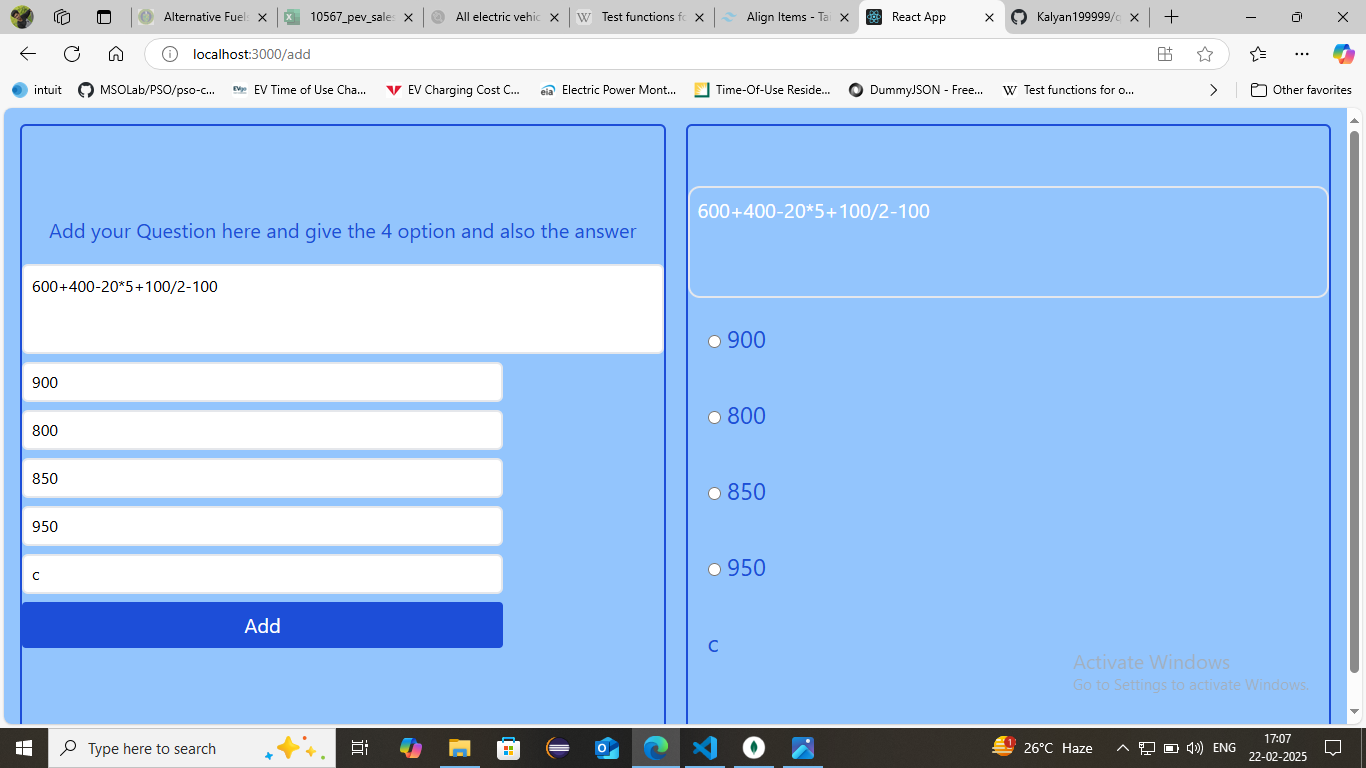 Alternative Fuels
10567_pev_sales
All electric vehic
Test functions fo
Align Items - Tai
React App
Kalyan199999/q
localhost:3000/add
intuit
MSOLab/PSO/pso-c...
EV Time of Use Cha...
EV Charging Cost C...
Electric Power Mont...
Time-Of-Use Reside...
DummyJSON - Free...
Test functions for o...
Other favorites
Add your Question here and give the 4 option and also the answer
600+400-20*5+100/2-100
900
800
850
950
c
Add
600+400-20*5+100/2-100
900
800
850
950
c
Activate Windows
Go to Settings to activate Windows.
Type here to search
26°C Haze
ENG
17:07
22-02-2025